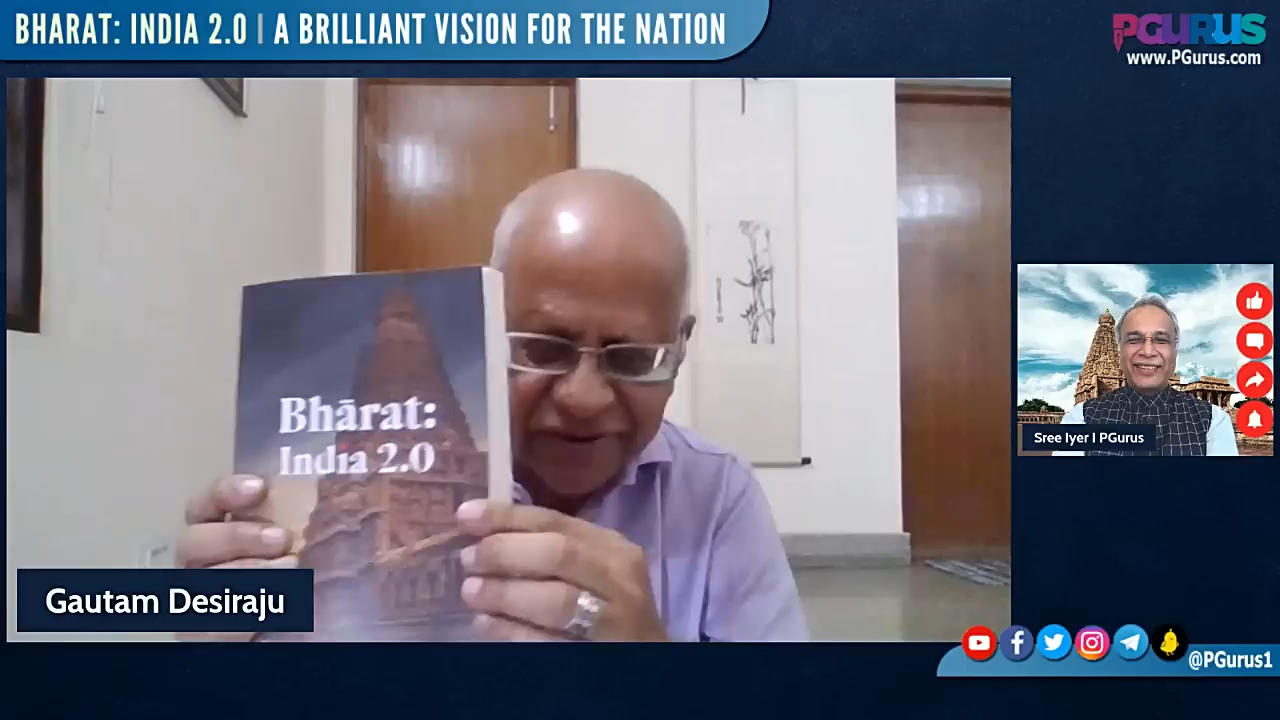 BHARAT: INDIA 2.0 | A BRILLIANT VISION FOR THE NATION
PGURUS
www.PGurus.com
Bhārat:
India 2.0
Sree Iyer I PGurus
Gautam Desiraju
@PGurus1